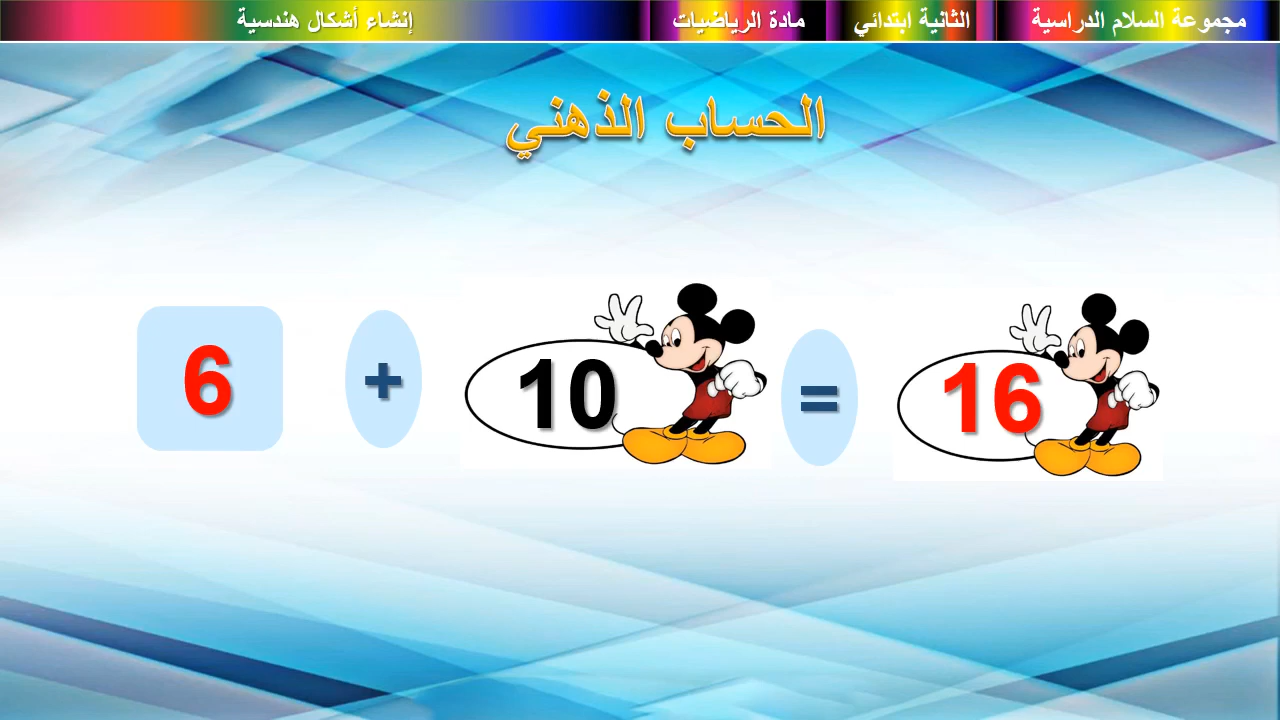 مجموعة السلام الدراسية
الثانية ابتدائي
مادة الرياضيات
إنشاء أشكال هندسية
الحساب الذهني
6 + 10 = 16